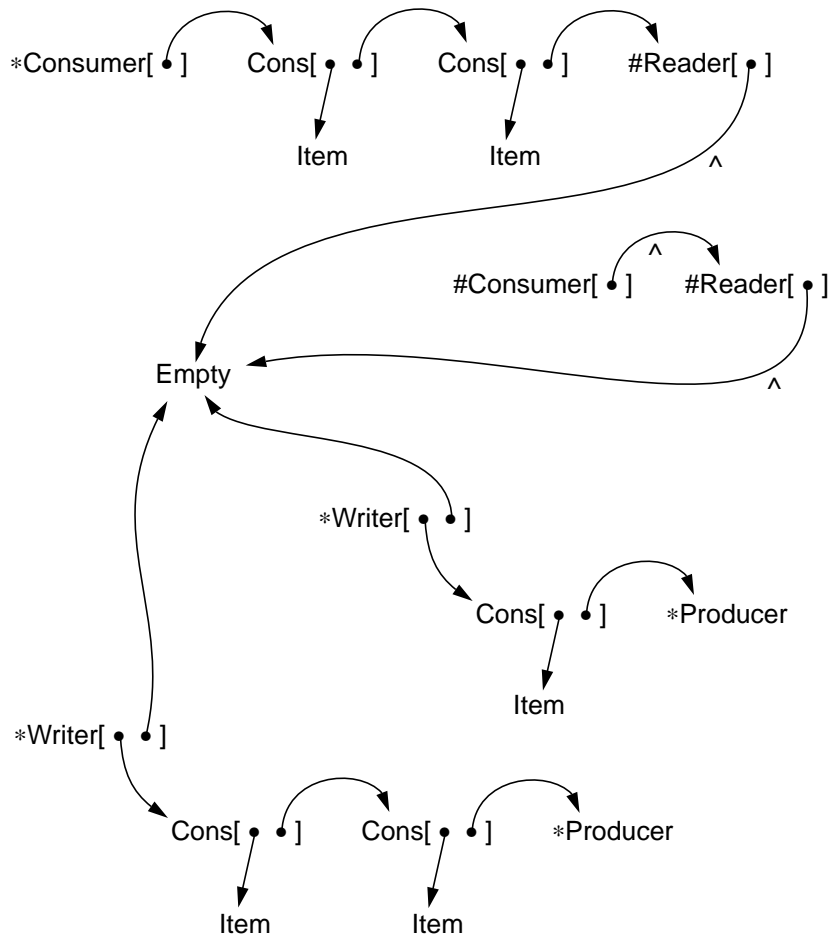 ∗Consumer[ • ] Cons[ • • ] Cons[ • • ] #Reader[ • ]
Item Item
^
^
#Consumer[ • ] #Reader[ • ]
Empty
^
∗Writer[ • • ]
Cons[ • • ] ∗Producer
Item
∗Writer[ • • ]
Cons[ • • ] Cons[ • • ] ∗Producer
Item Item